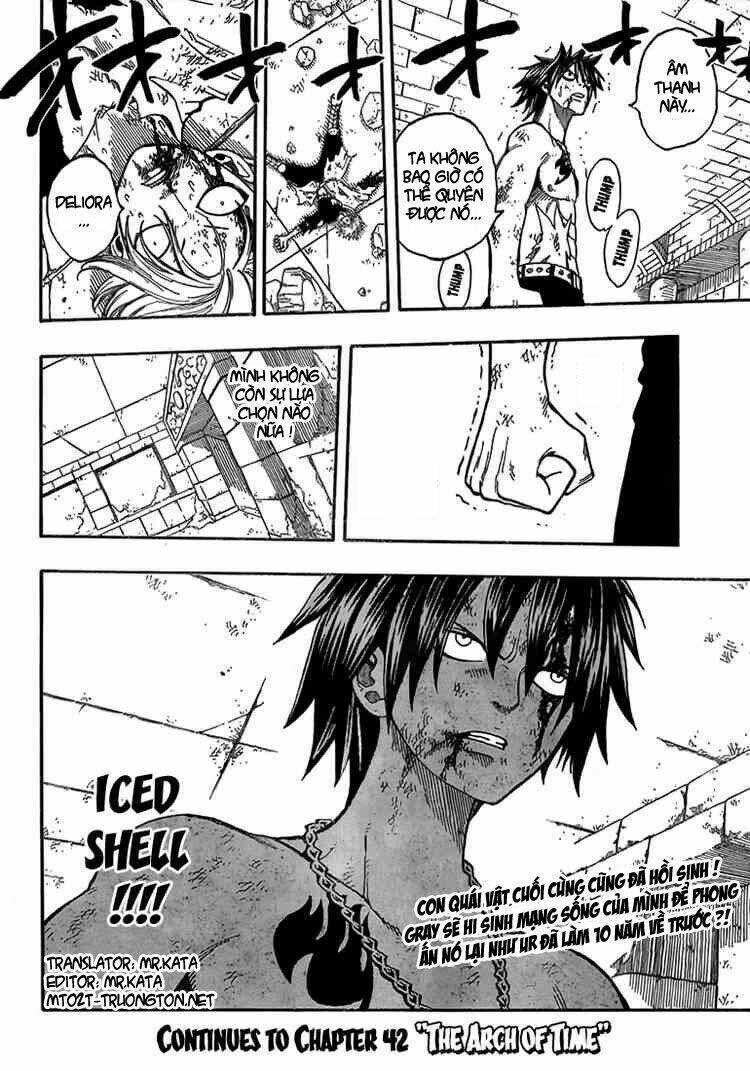 ÂM
THANH
NÀY...
TA KHÔNG
BAO GIỜ CÓ
THỂ QUYÊN
ĐƯỢC NÓ...
THUMP
THUMP
THUMP
DELIORA
...
MÌNH KHÔNG
CÒN SỰ LỰA
CHỌN NÀO
NỮA !
ICED
SHELL
!!!!
CON QUÁI VẬT CUỐI CÙNG CŨNG ĐÃ HỒI SINH !
GRAY SẼ HI SINH MẠNG SỐNG CỦA MÌNH ĐỂ PHONG
ẤN NÓ LẠI NHƯ UR ĐÃ LÀM 10 NĂM VỀ TRƯỚC ?!
TRANSLATOR: MR.KATA
EDITOR: MR.KATA
MTO2T-TRUONGTON.NET
CONTINUES TO CHAPTER 42 "THE ARCH OF TIME"